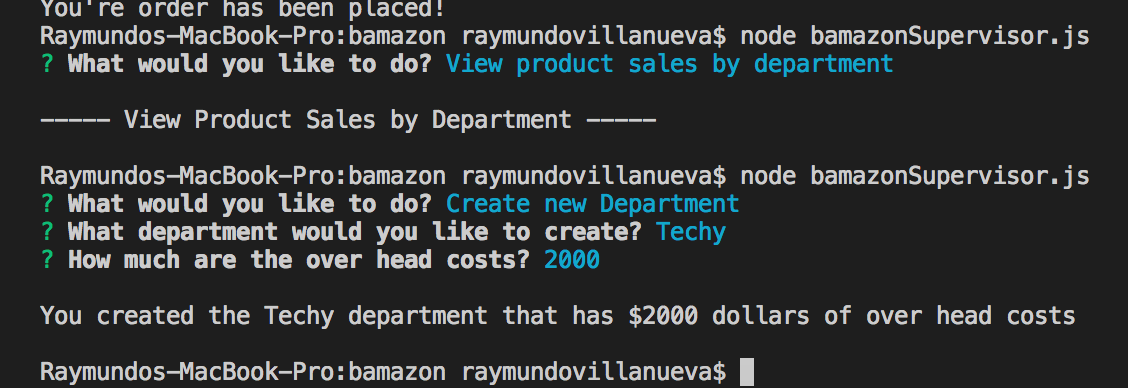 You're order has been placed!
Raymundos-MacBook-Pro:bamazon raymundovillanueva$ node bamazonSupervisor.js
? What would you like to do? View product sales by department
----- View Product Sales by Department -----
Raymundos-MacBook-Pro:bamazon raymundovillanueva$ node bamazonSupervisor.js
? What would you like to do? Create new Department
? What department would you like to create? Techy
? How much are the over head costs? 2000
You created the Techy department that has $2000 dollars of over head costs
Raymundos-MacBook-Pro:bamazon raymundovillanueva$